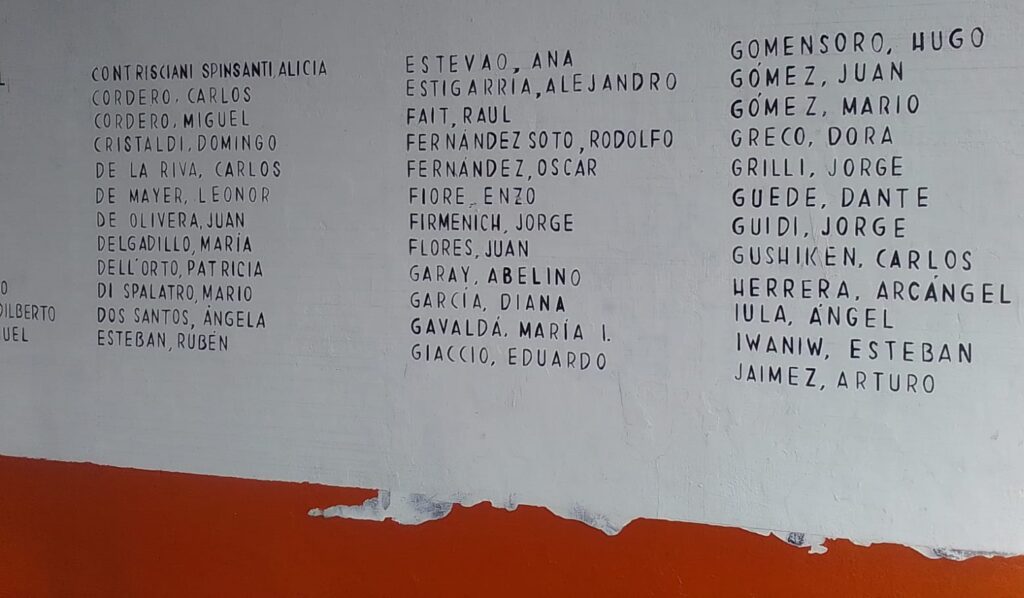 O
DILBERTO
UEL
CONTRISCIANI SPINSANTI, ALICIA
CORDERO, CARLOS
CORDERO, MIGUEL
CRISTALDI, DOMINGO
DE LA RIVA, CARLOS
DE MAYER, LEONOR
DE OLIVERA, JUAN
DELGADILLO, MARÍA
DELL'ORTO, PATRICIA
DI SPALATRO, MARIO
DOS SANTOS, ÁNGELA
ESTEBAN, RUBÉN
ESTEVAO, ANA
ESTIGARRÍA, ALEJANDRO
FAIT, RAUL
FERNÁNDEZ SOTO, RODOLFO
FERNÁNDEZ, OSCAR
FIORE, ENZO
FIRMENICH, JORGE
FLORES, JUAN
GARAY, ABELINO
GARCÍA, DIANA
GAVALDÁ, MARÍA I.
GIACCIO, EDUARDO
GOMENSORO, HUGO
GÓMEZ, JUAN
GÓMEZ, MARIO
GRECO, DORA
GRILLI, JORGE
GUEDE, DANTE
GUIDI, JORGE
GUSHIKEN, CARLOS
HERRERA, ARCÁNGEL
IULA, ÁNGEL
IWANIW, ESTEBAN
JAIMEZ, ARTURO